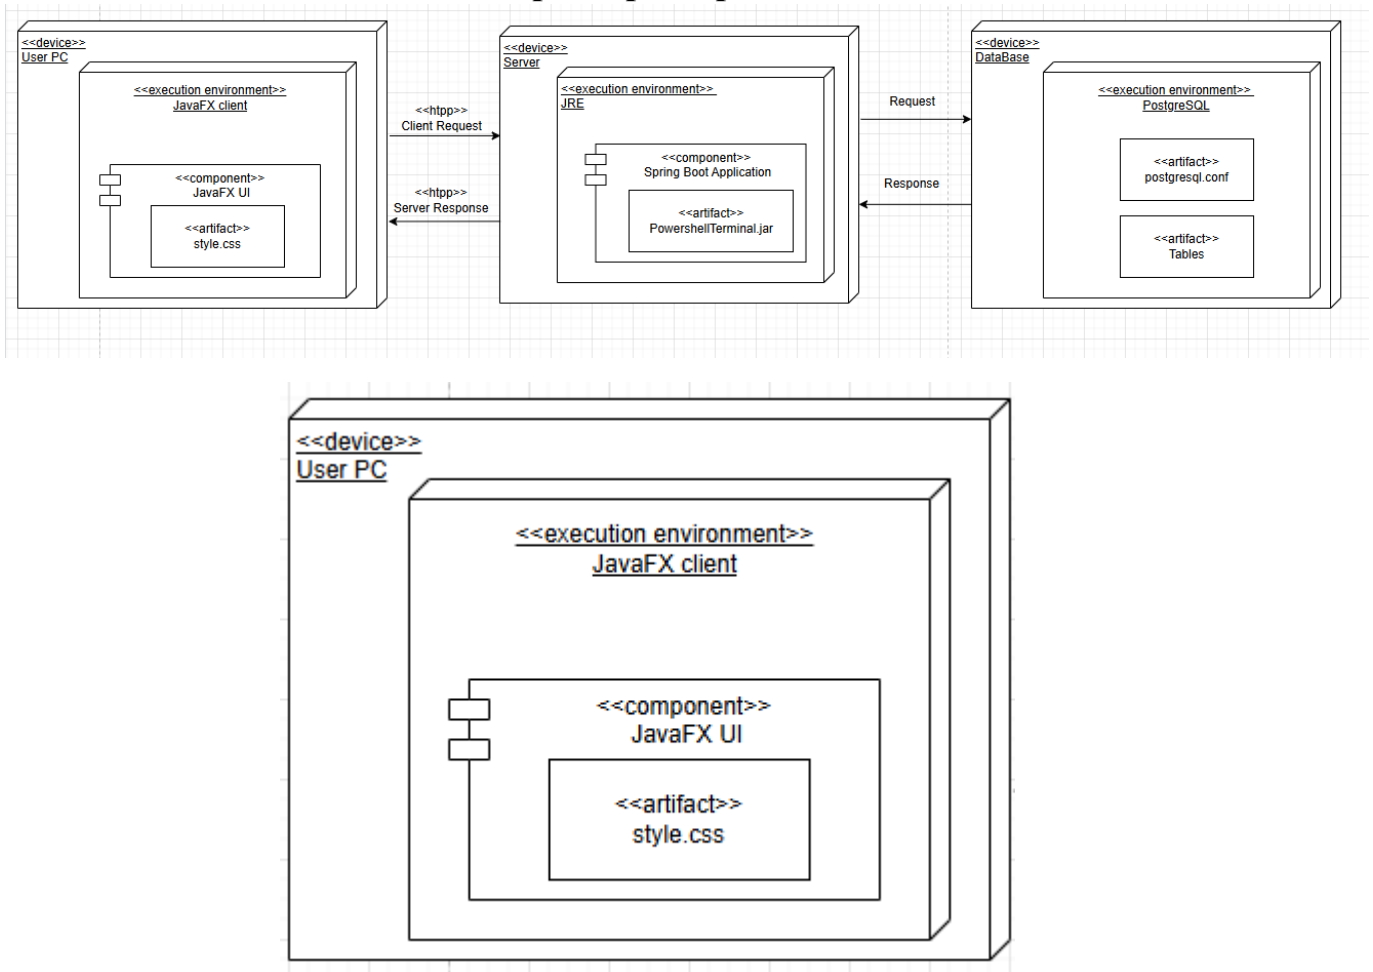 <<device>>
User PC
<<execution environment>>
JavaFX client
<<component>>
JavaFX UI
<<artifact>>
style.css
<<htpp>>
Client Request
<<htpp>>
Server Response
<<device>>
Server
<<execution environment>>
JRE
<<component>>
Spring Boot Application
<<artifact>>
PowershellTerminal.jar
Request
Response
<<device>>
DataBase
<<execution environment>>
PostgreSQL
<<artifact>>
postgresql.conf
<<artifact>>
Tables
<<device>>
User PC
<<execution environment>>
JavaFX client
<<component>>
JavaFX UI
<<artifact>>
style.css